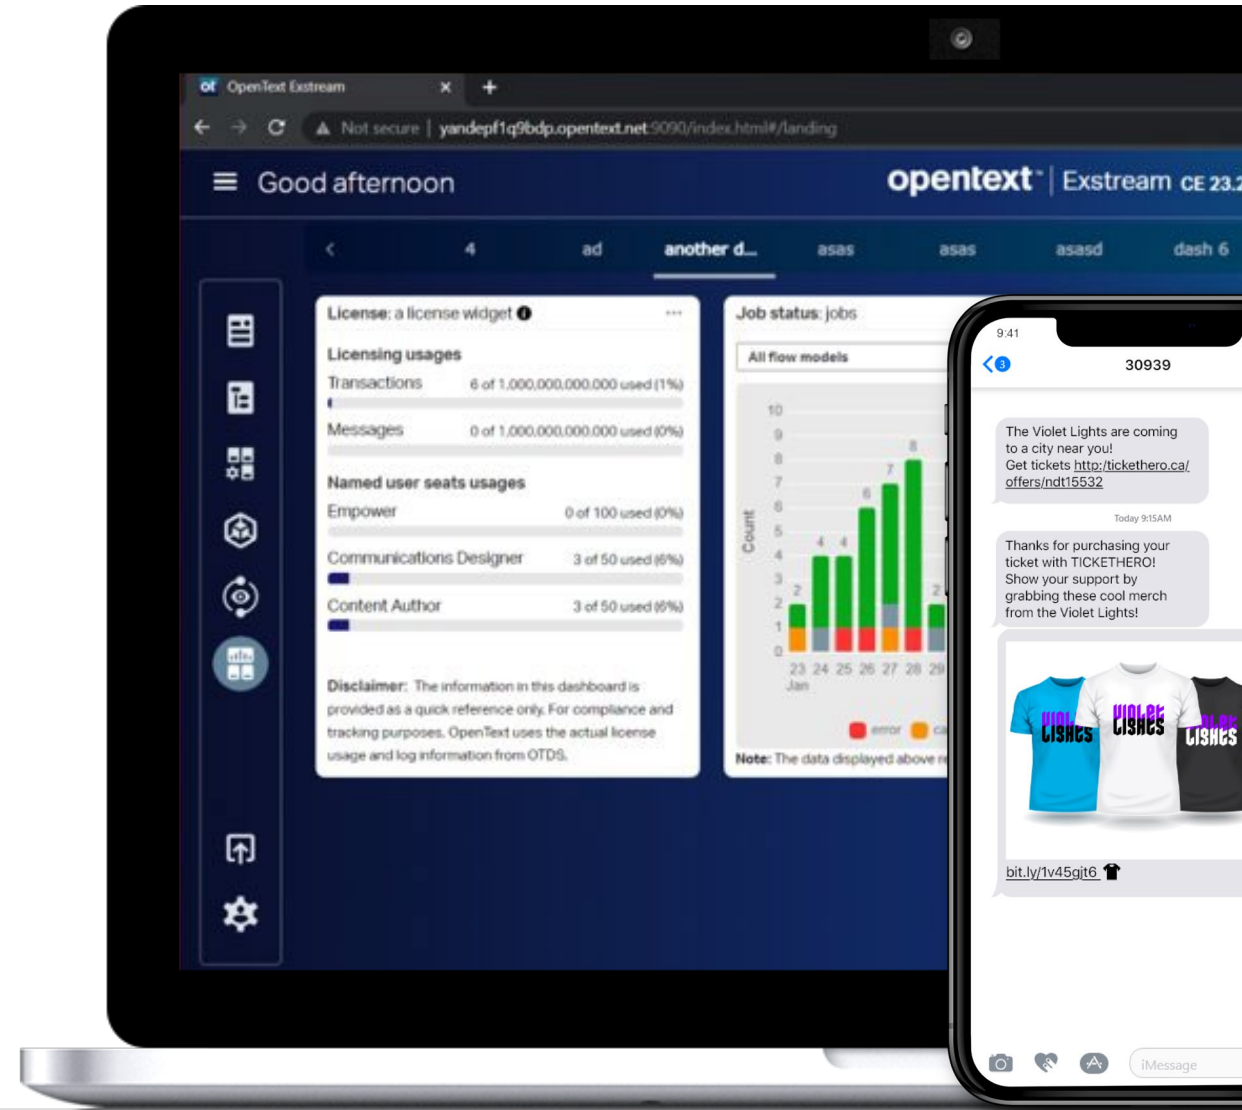 ot OpenText Exstream × +
Not secure | yandepf1q9bdp.opentext.net:9090/index.html#/landing
Good afternoon
opentext™ | Exstream CE 23.2
< 4 ad another d... asas asas asasd dash 6
License: a license widget
Licensing usages
Transactions 6 of 1,000,000,000,000 used (1%)
Messages 0 of 1,000,000,000,000 used (0%)
Named user seats usages
Empower 0 of 100 used (0%)
Communications Designer 3 of 50 used (6%)
Content Author 3 of 50 used (6%)
Disclaimer: The information in this dashboard is
provided as a quick reference only. For compliance and
tracking purposes, OpenText uses the actual license
usage and log information from OTDS.
Job status: jobs
All flow models
10
9
8
7
6
5
4
3
2
1
0
Count
2 4 4 6 7 8 2
23 24 25 26 27 28 29
Jan
error ca
Note: The data displayed above re
9:41
3
30939
The Violet Lights are coming
to a city near you!
Get tickets http:/tickethero.ca/
offers/ndt15532
Today 9:15AM
Thanks for purchasing your
ticket with TICKETHERO!
Show your support by
grabbing these cool merch
from the Violet Lights!
VIOLET
LIGHTS
VIOLET
LIGHTS
VIOLET
LIGHTS
bit.ly/1v45gjt6
iMessage